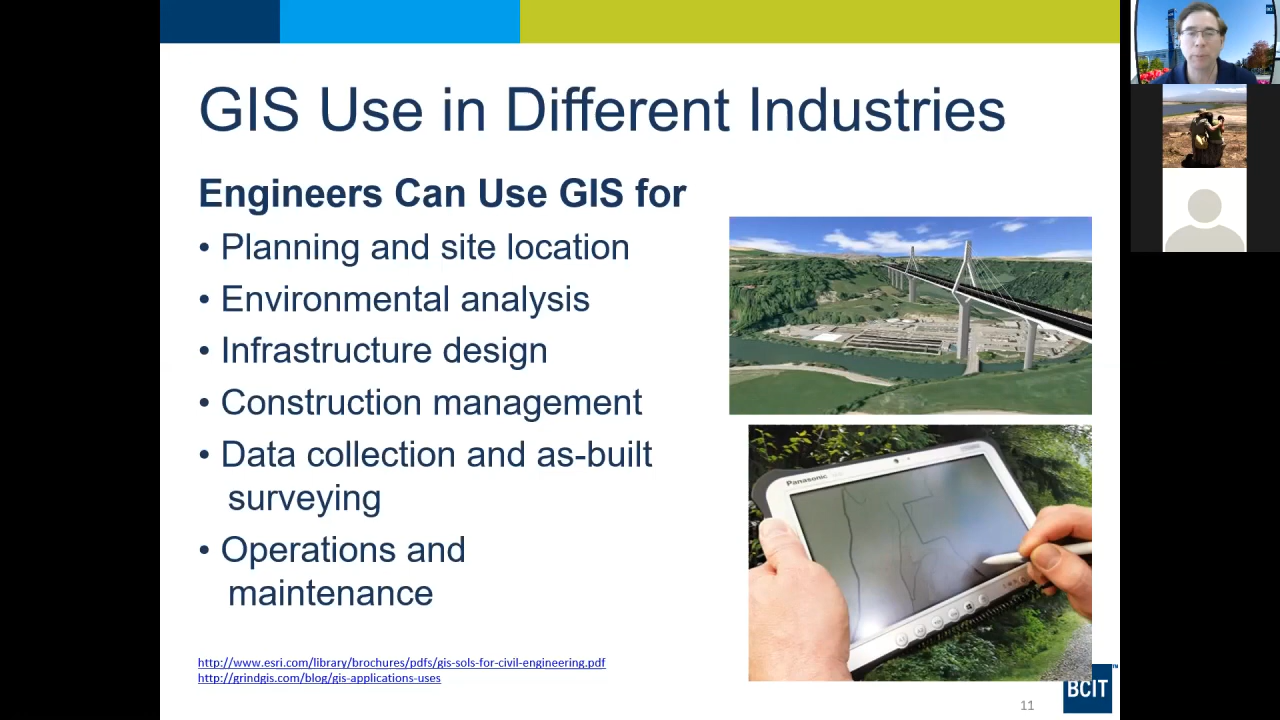 GIS Use in Different Industries
Engineers Can Use GIS for
• Planning and site location
• Environmental analysis
• Infrastructure design
• Construction management
• Data collection and as-built
surveying
• Operations and
maintenance
Panasonic
http://www.esri.com/library/brochures/pdfs/gis-sols-for-civil-engineering.pdf
http://grindgis.com/blog/gis-applications-uses
11
BCIT™